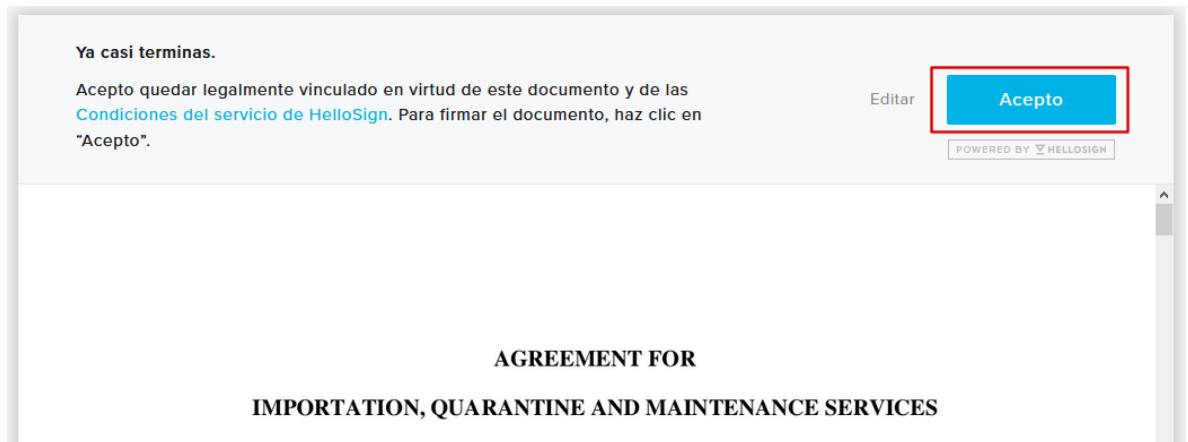 Ya casi terminas.
Acepto quedar legalmente vinculado en virtud de este documento y de las
Condiciones del servicio de HelloSign. Para firmar el documento, haz clic en
“Acepto”.
Editar
Acepto
POWERED BY HELLOSIGN
AGREEMENT FOR
IMPORTATION, QUARANTINE AND MAINTENANCE SERVICES